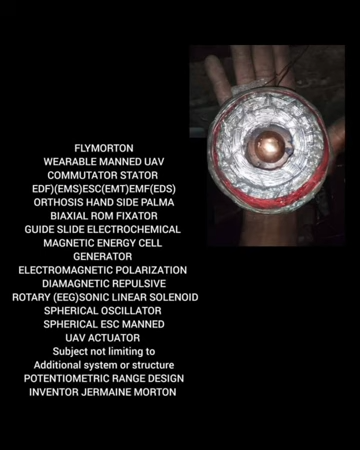 FLYMORTON
WEARABLE MANNED UAV
COMMUTATOR STATOR
EDF)(EMS)ESC(EMT)EMF(EDS)
ORTHOSIS HAND SIDE PALMA
BIAXIAL ROM FIXATOR
GUIDE SLIDE ELECTROCHEMICAL
MAGNETIC ENERGY CELL
GENERATOR
ELECTROMAGNETIC POLARIZATION
DIAMAGNETIC REPULSIVE
ROTARY (EEG)SONIC LINEAR SOLENOID
SPHERICAL OSCILLATOR
SPHERICAL ESC MANNED
UAV ACTUATOR
Subject not limiting to
Additional system or structure
POTENTIOMETRIC RANGE DESIGN
INVENTOR JERMAINE MORTON